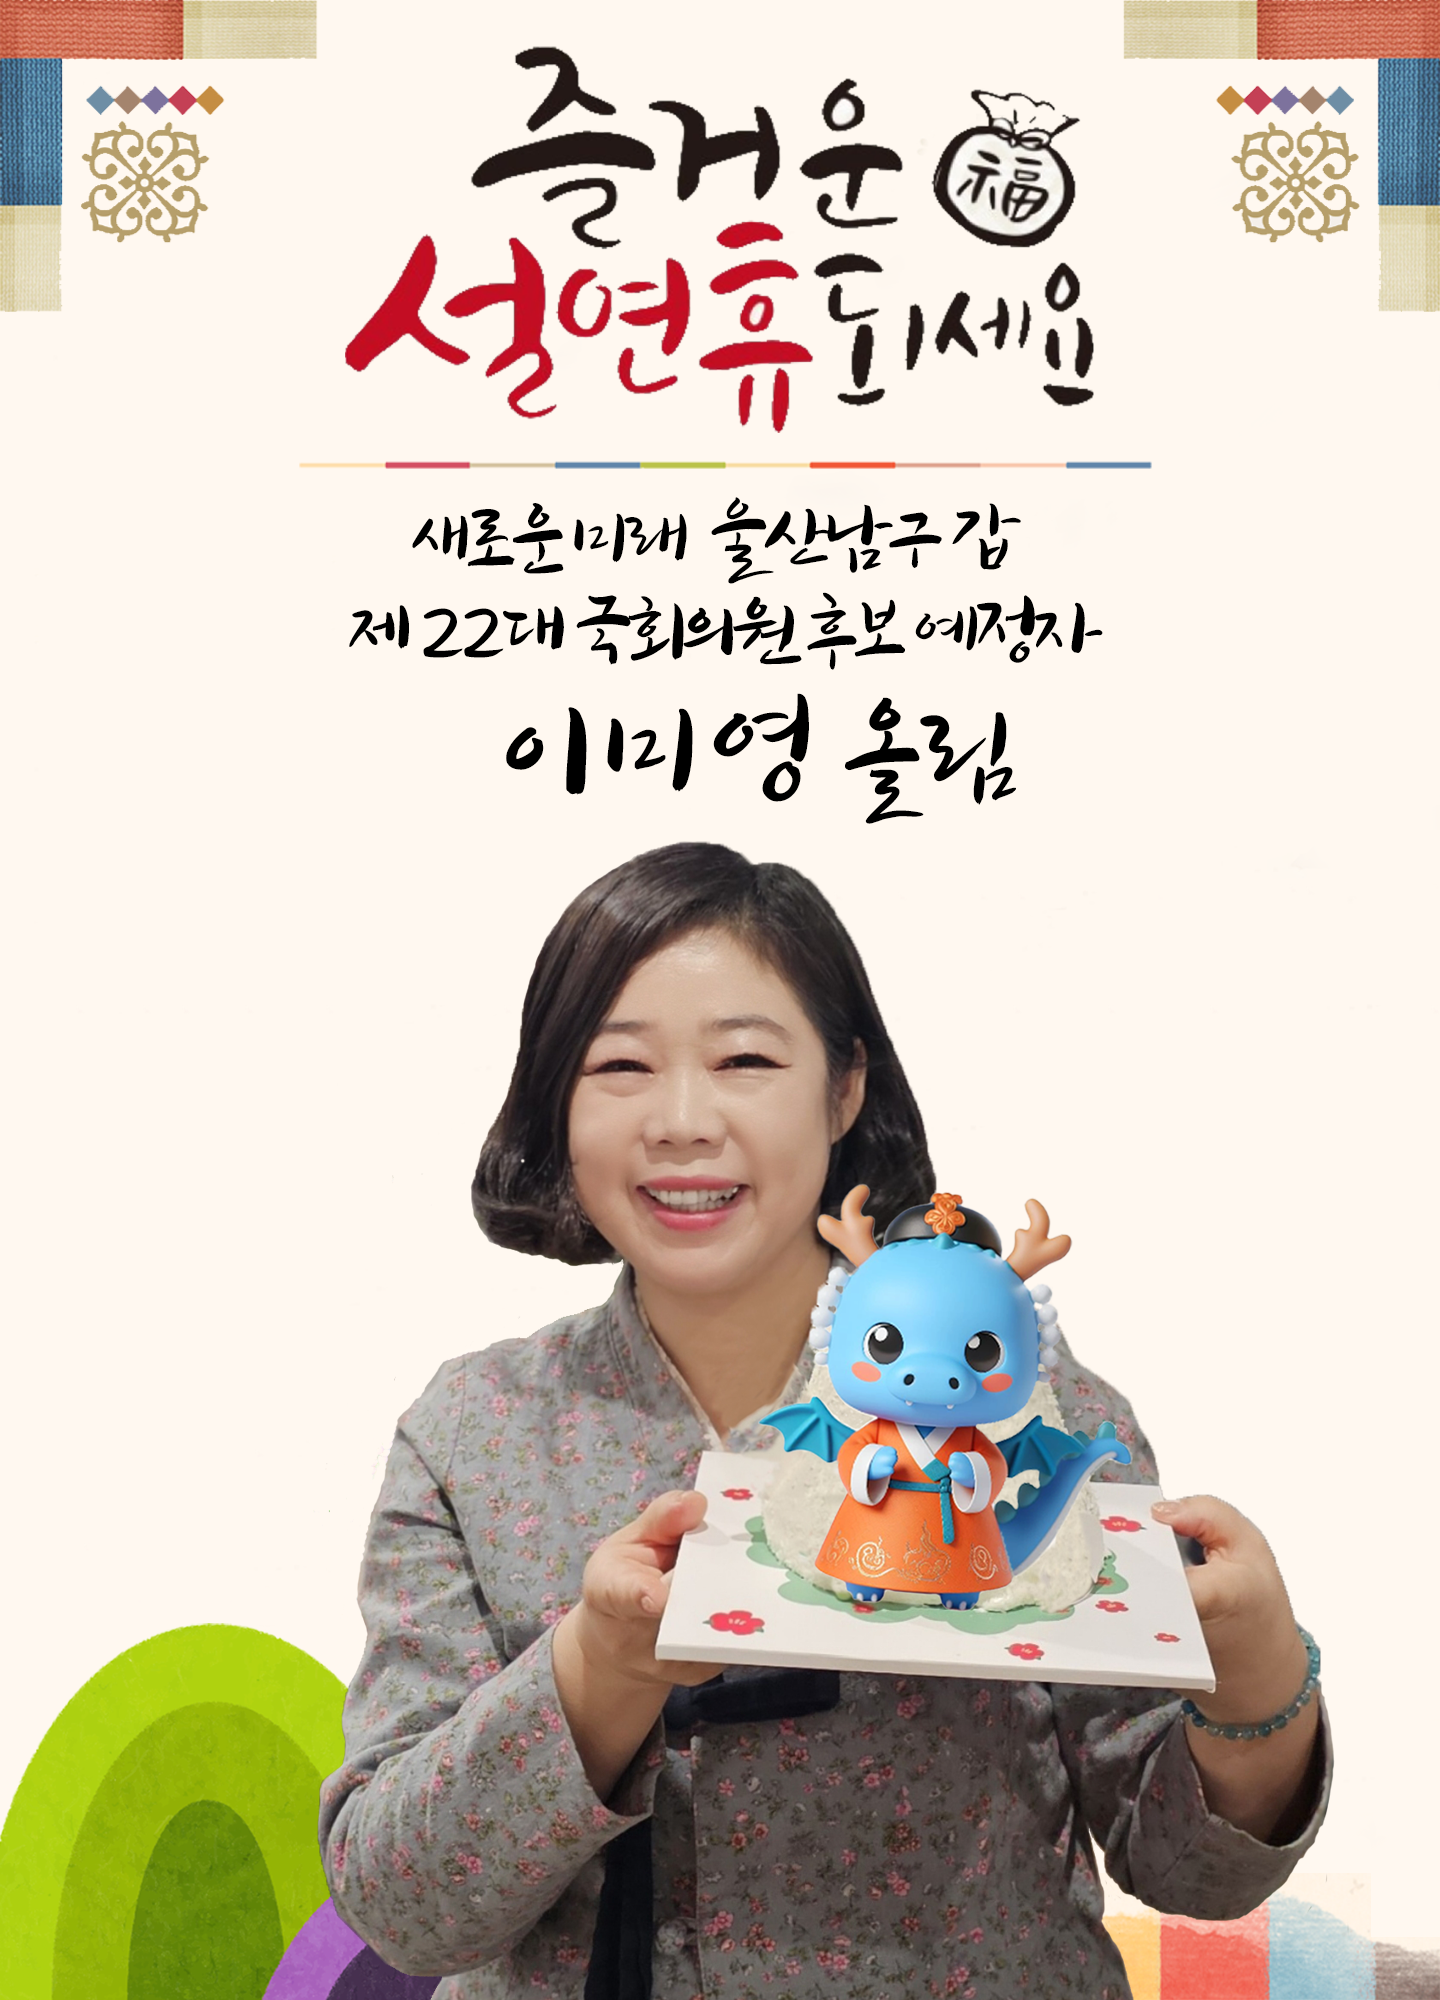 즐거운 福
설연휴 되세요
새로운미래 울산남구 갑
제22대 국회의원 후보 예정자
이미영 올림